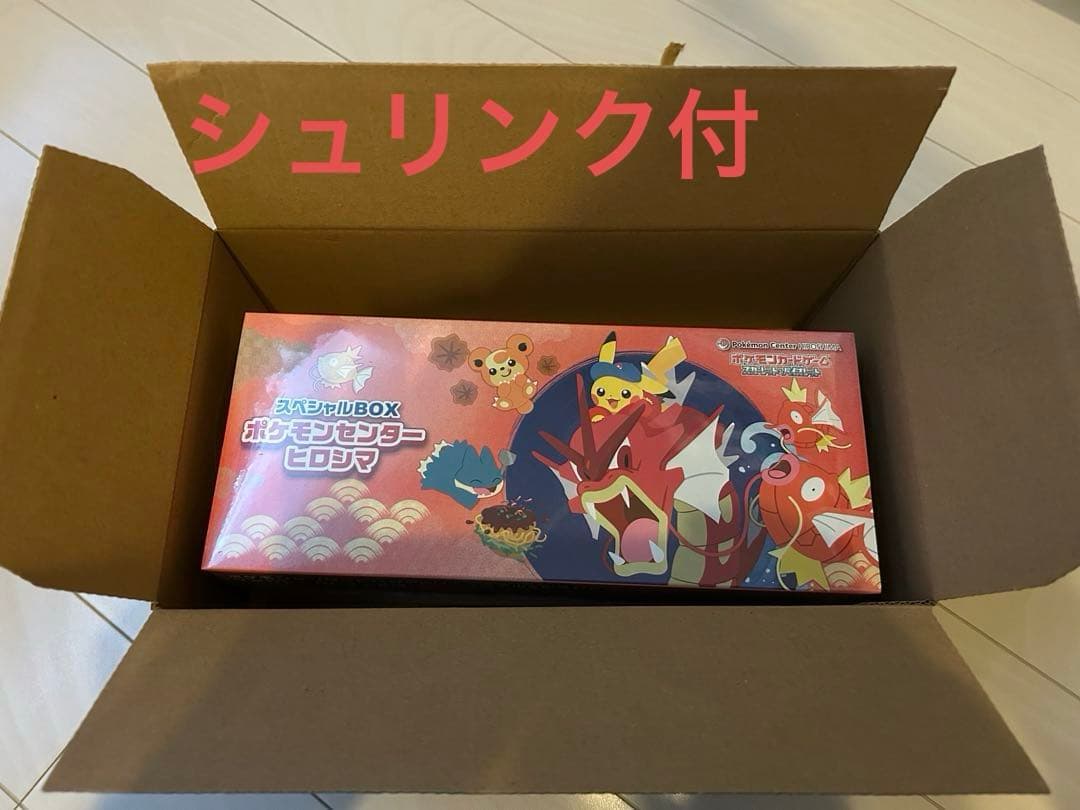 シュリンク付
Pokémon Center HIROSHIMA
ポケモンカードゲーム
スカーレット&バイオレット
スペシャルBOX
ポケモンセンター
ヒロシマ